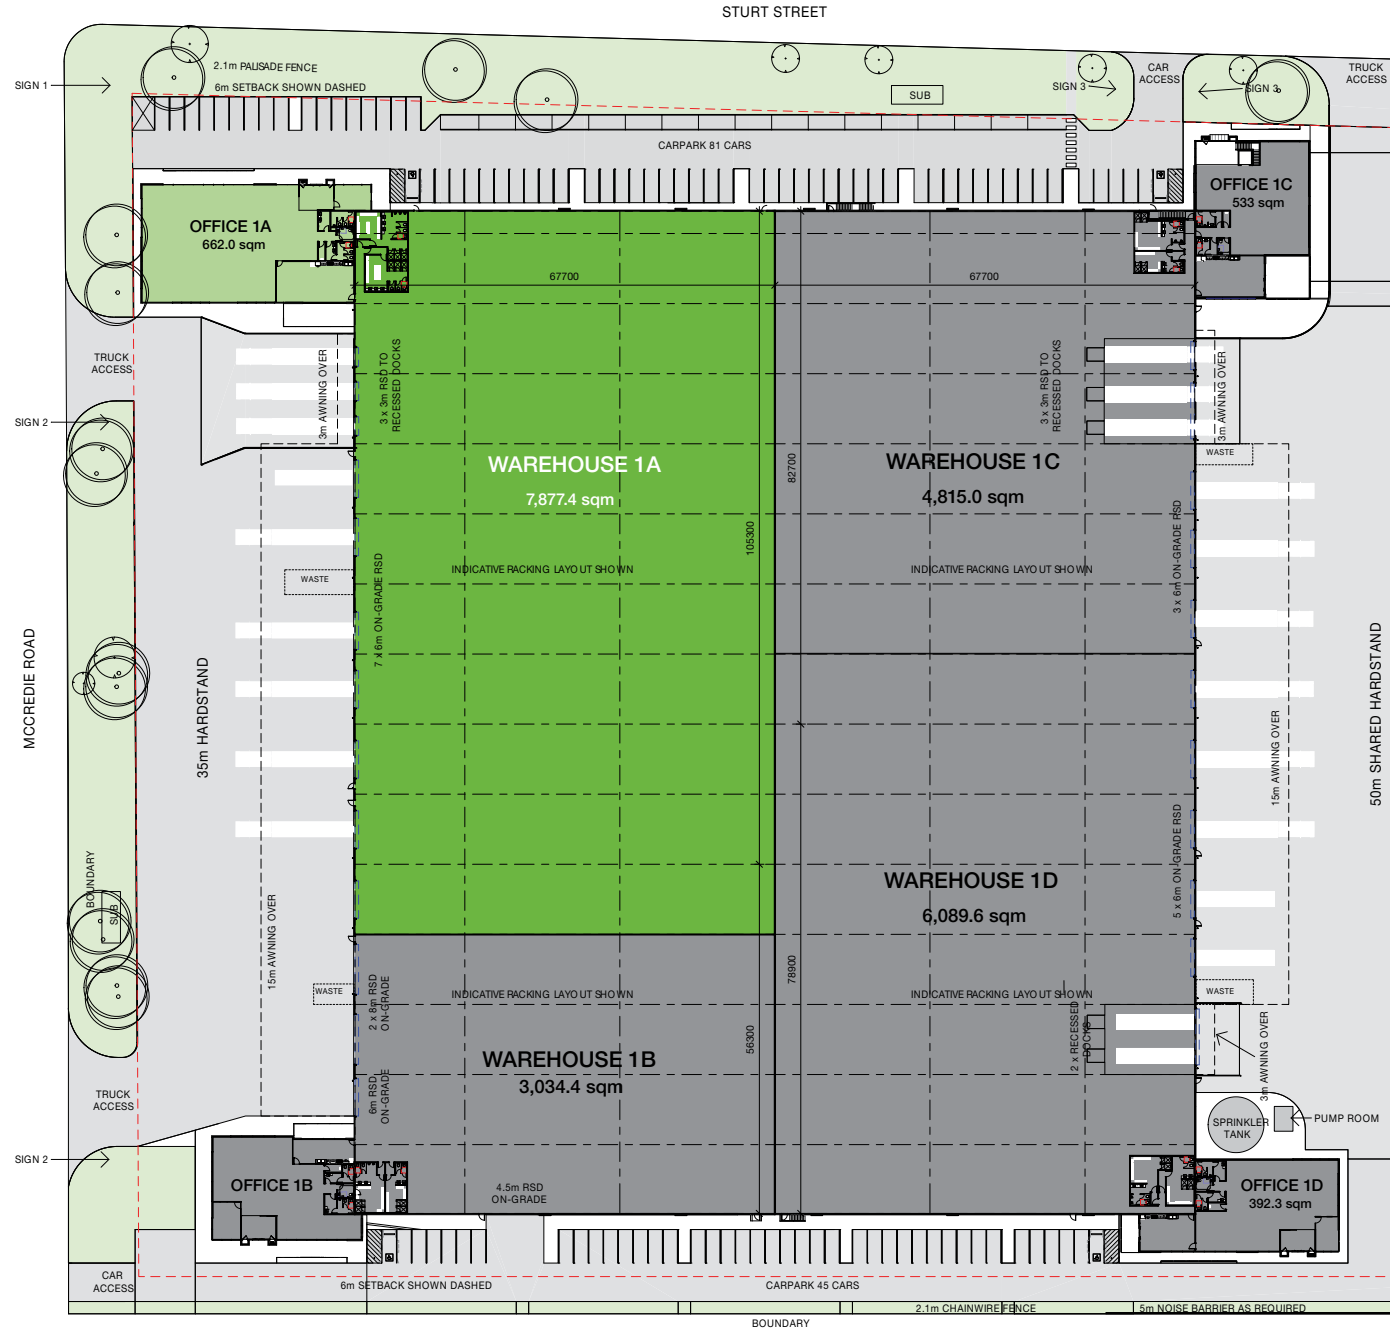 STURT STREET
2.1m PALISADE FENCE
6m SETBACK SHOWN DASHED
SIGN 1
SUB
SIGN 3
CAR
ACCESS
SIGN 3
TRUCK
ACCESS
CARPARK 81 CARS
OFFICE 1A
662.0 sqm
OFFICE 1C
533 sqm
67700
67700
TRUCK
ACCESS
3m AWNING OVER
3 x 3m RSD TO
RECESSED DOCKS
3 x 3m RSD TO
RECESSED DOCKS
3m AWNING OVER
SIGN 2
WAREHOUSE 1A
7,877.4 sqm
82700
105300
WAREHOUSE 1C
4,815.0 sqm
WASTE
WASTE
INDICATIVE RACKING LAYOUT SHOWN
INDICATIVE RACKING LAYOUT SHOWN
7 x 6m ON-GRADE RSD
3 x 6m ON-GRADE RSD
MCCREDIE ROAD
35m HARDSTAND
15m AWNING OVER
50m SHARED HARDSTAND
BOUNDARY
SUB
15m AWNING OVER
WAREHOUSE 1D
6,089.6 sqm
5 x 6m ON-GRADE RSD
WASTE
2 x 8m RSD
ON-GRADE
INDICATIVE RACKING LAYOUT SHOWN
78900
INDICATIVE RACKING LAYOUT SHOWN
WASTE
56300
2 x RECESSED
DOCKS
3m AWNING OVER
WAREHOUSE 1B
3,034.4 sqm
6m RSD
ON-GRADE
TRUCK
ACCESS
SPRINKLER
TANK
PUMP ROOM
SIGN 2
OFFICE 1B
4.5m RSD
ON-GRADE
OFFICE 1D
392.3 sqm
CAR
ACCESS
6m SETBACK SHOWN DASHED
CARPARK 45 CARS
2.1m CHAINWIRE FENCE
5m NOISE BARRIER AS REQUIRED
BOUNDARY